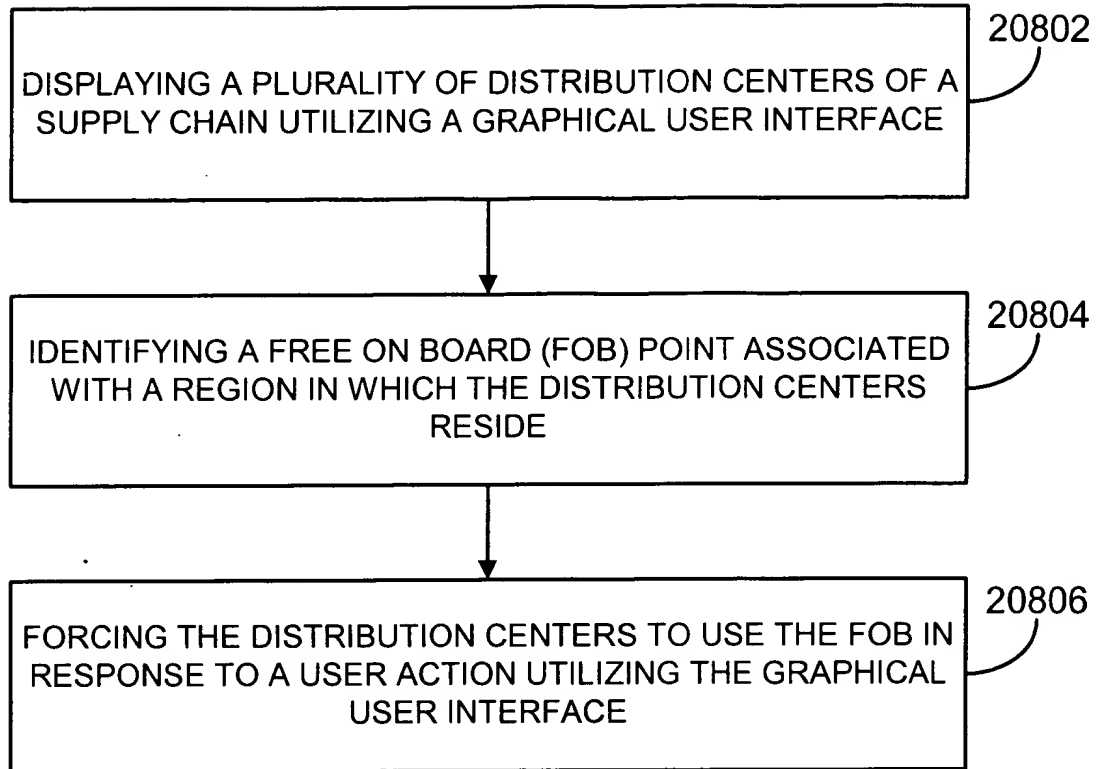 20802
DISPLAYING A PLURALITY OF DISTRIBUTION CENTERS OF A
SUPPLY CHAIN UTILIZING A GRAPHICAL USER INTERFACE
20804
IDENTIFYING A FREE ON BOARD (FOB) POINT ASSOCIATED
WITH A REGION IN WHICH THE DISTRIBUTION CENTERS
RESIDE
20806
FORCING THE DISTRIBUTION CENTERS TO USE THE FOB IN
RESPONSE TO A USER ACTION UTILIZING THE GRAPHICAL
USER INTERFACE